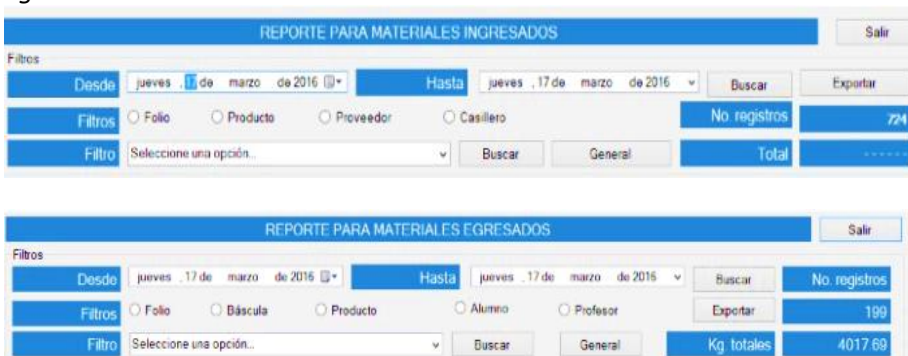 REPORTE PARA MATERIALES INGRESADOS Salir
Filtros
Desde jueves , 17 de marzo de 2016 Hasta jueves , 17 de marzo de 2016 Buscar Exportar
Filtros Folio Producto Proveedor Casillero No. registros 724
Filtro Seleccione una opción... Buscar General Total ------
REPORTE PARA MATERIALES EGRESADOS Salir
Filtros
Desde jueves , 17 de marzo de 2016 Hasta jueves , 17 de marzo de 2016 Buscar No. registros
Filtros Folio Báscula Producto Alumno Profesor Exportar 199
Filtro Seleccione una opción... Buscar General Kg. totales 4017.69